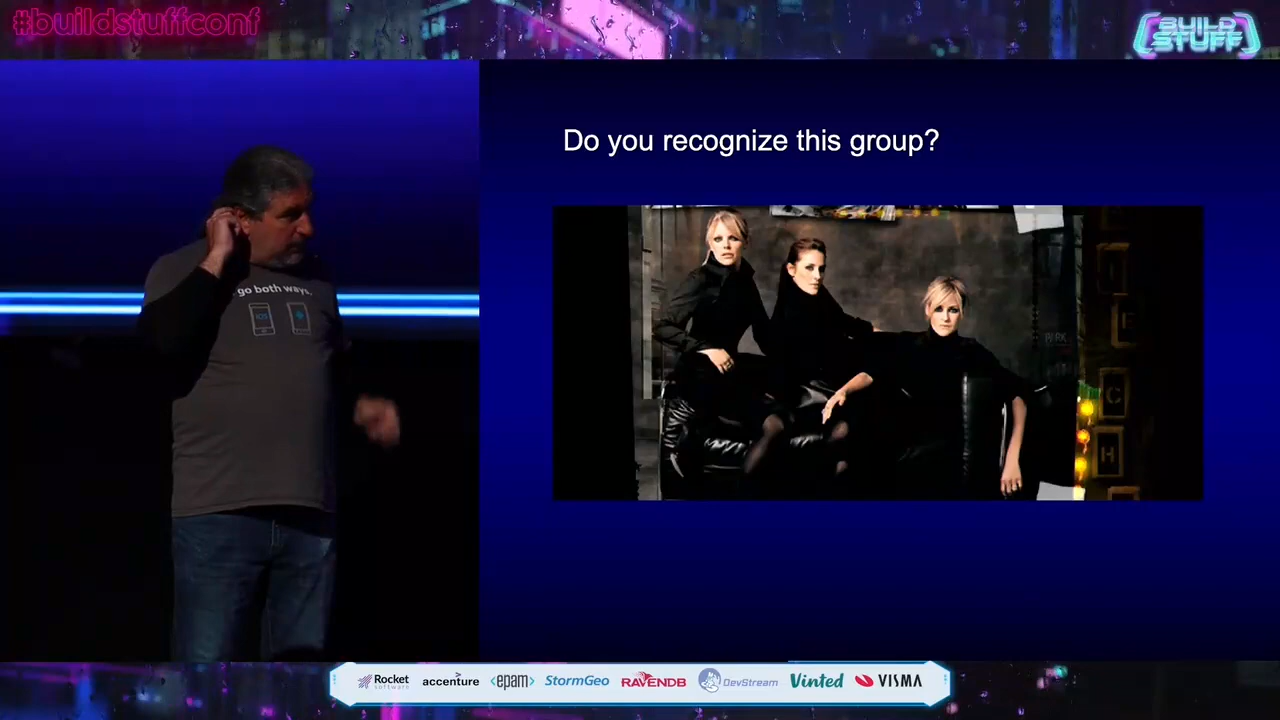 #buildstuffconf
BUILD
STUFF
Do you recognize this group?
go both ways.
iOS
C
H
Rocket
software
accenture
<epam>
StormGeo
RAVENDB
DevStream
Vinted
VISMA